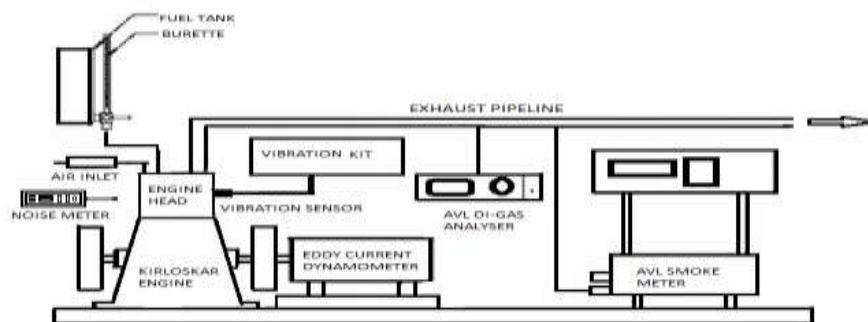 FUEL TANK
BURETTE
EXHAUST PIPELINE
VIBRATION KIT
AIR INLET
ENGINE
HEAD
NOISE METER
VIBRATION SENSOR
AVL DI-GAS
ANALYSER
EDDY CURRENT
DYNAMOMETER
KIRLOSKAR
ENGINE
AVL SMOKE
METER